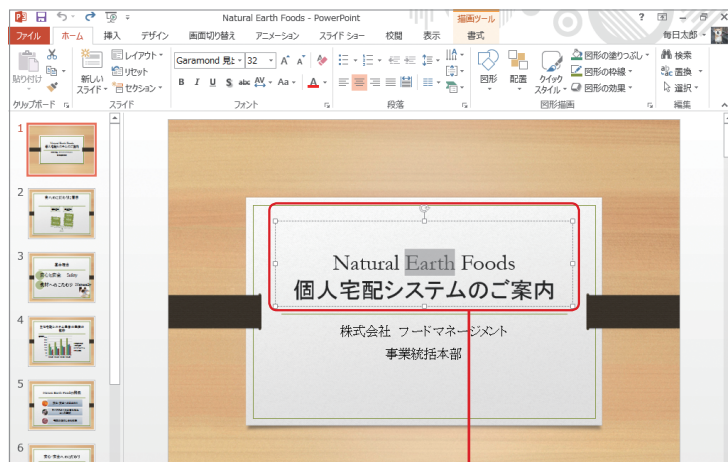 Natural Earth Foods - PowerPoint
描画ツール
ファイル ホーム 挿入 デザイン 画面切り替え アニメーション スライド ショー 校閲 表示 書式
毎日太郎
貼り付け
新しい
スライド
レイアウト
リセット
セクション
Garamond 見出 32
B I U S abc AV Aa A
図形
配置
クイック
スタイル
図形の塗りつぶし
図形の枠線
図形の効果
検索
置換
選択
クリップボード スライド フォント 段落 図形描画 編集
1
2
3
4
5
6
Natural Earth Foods
個人宅配システムのご案内
株式会社 フードマネージメント
事業統括本部